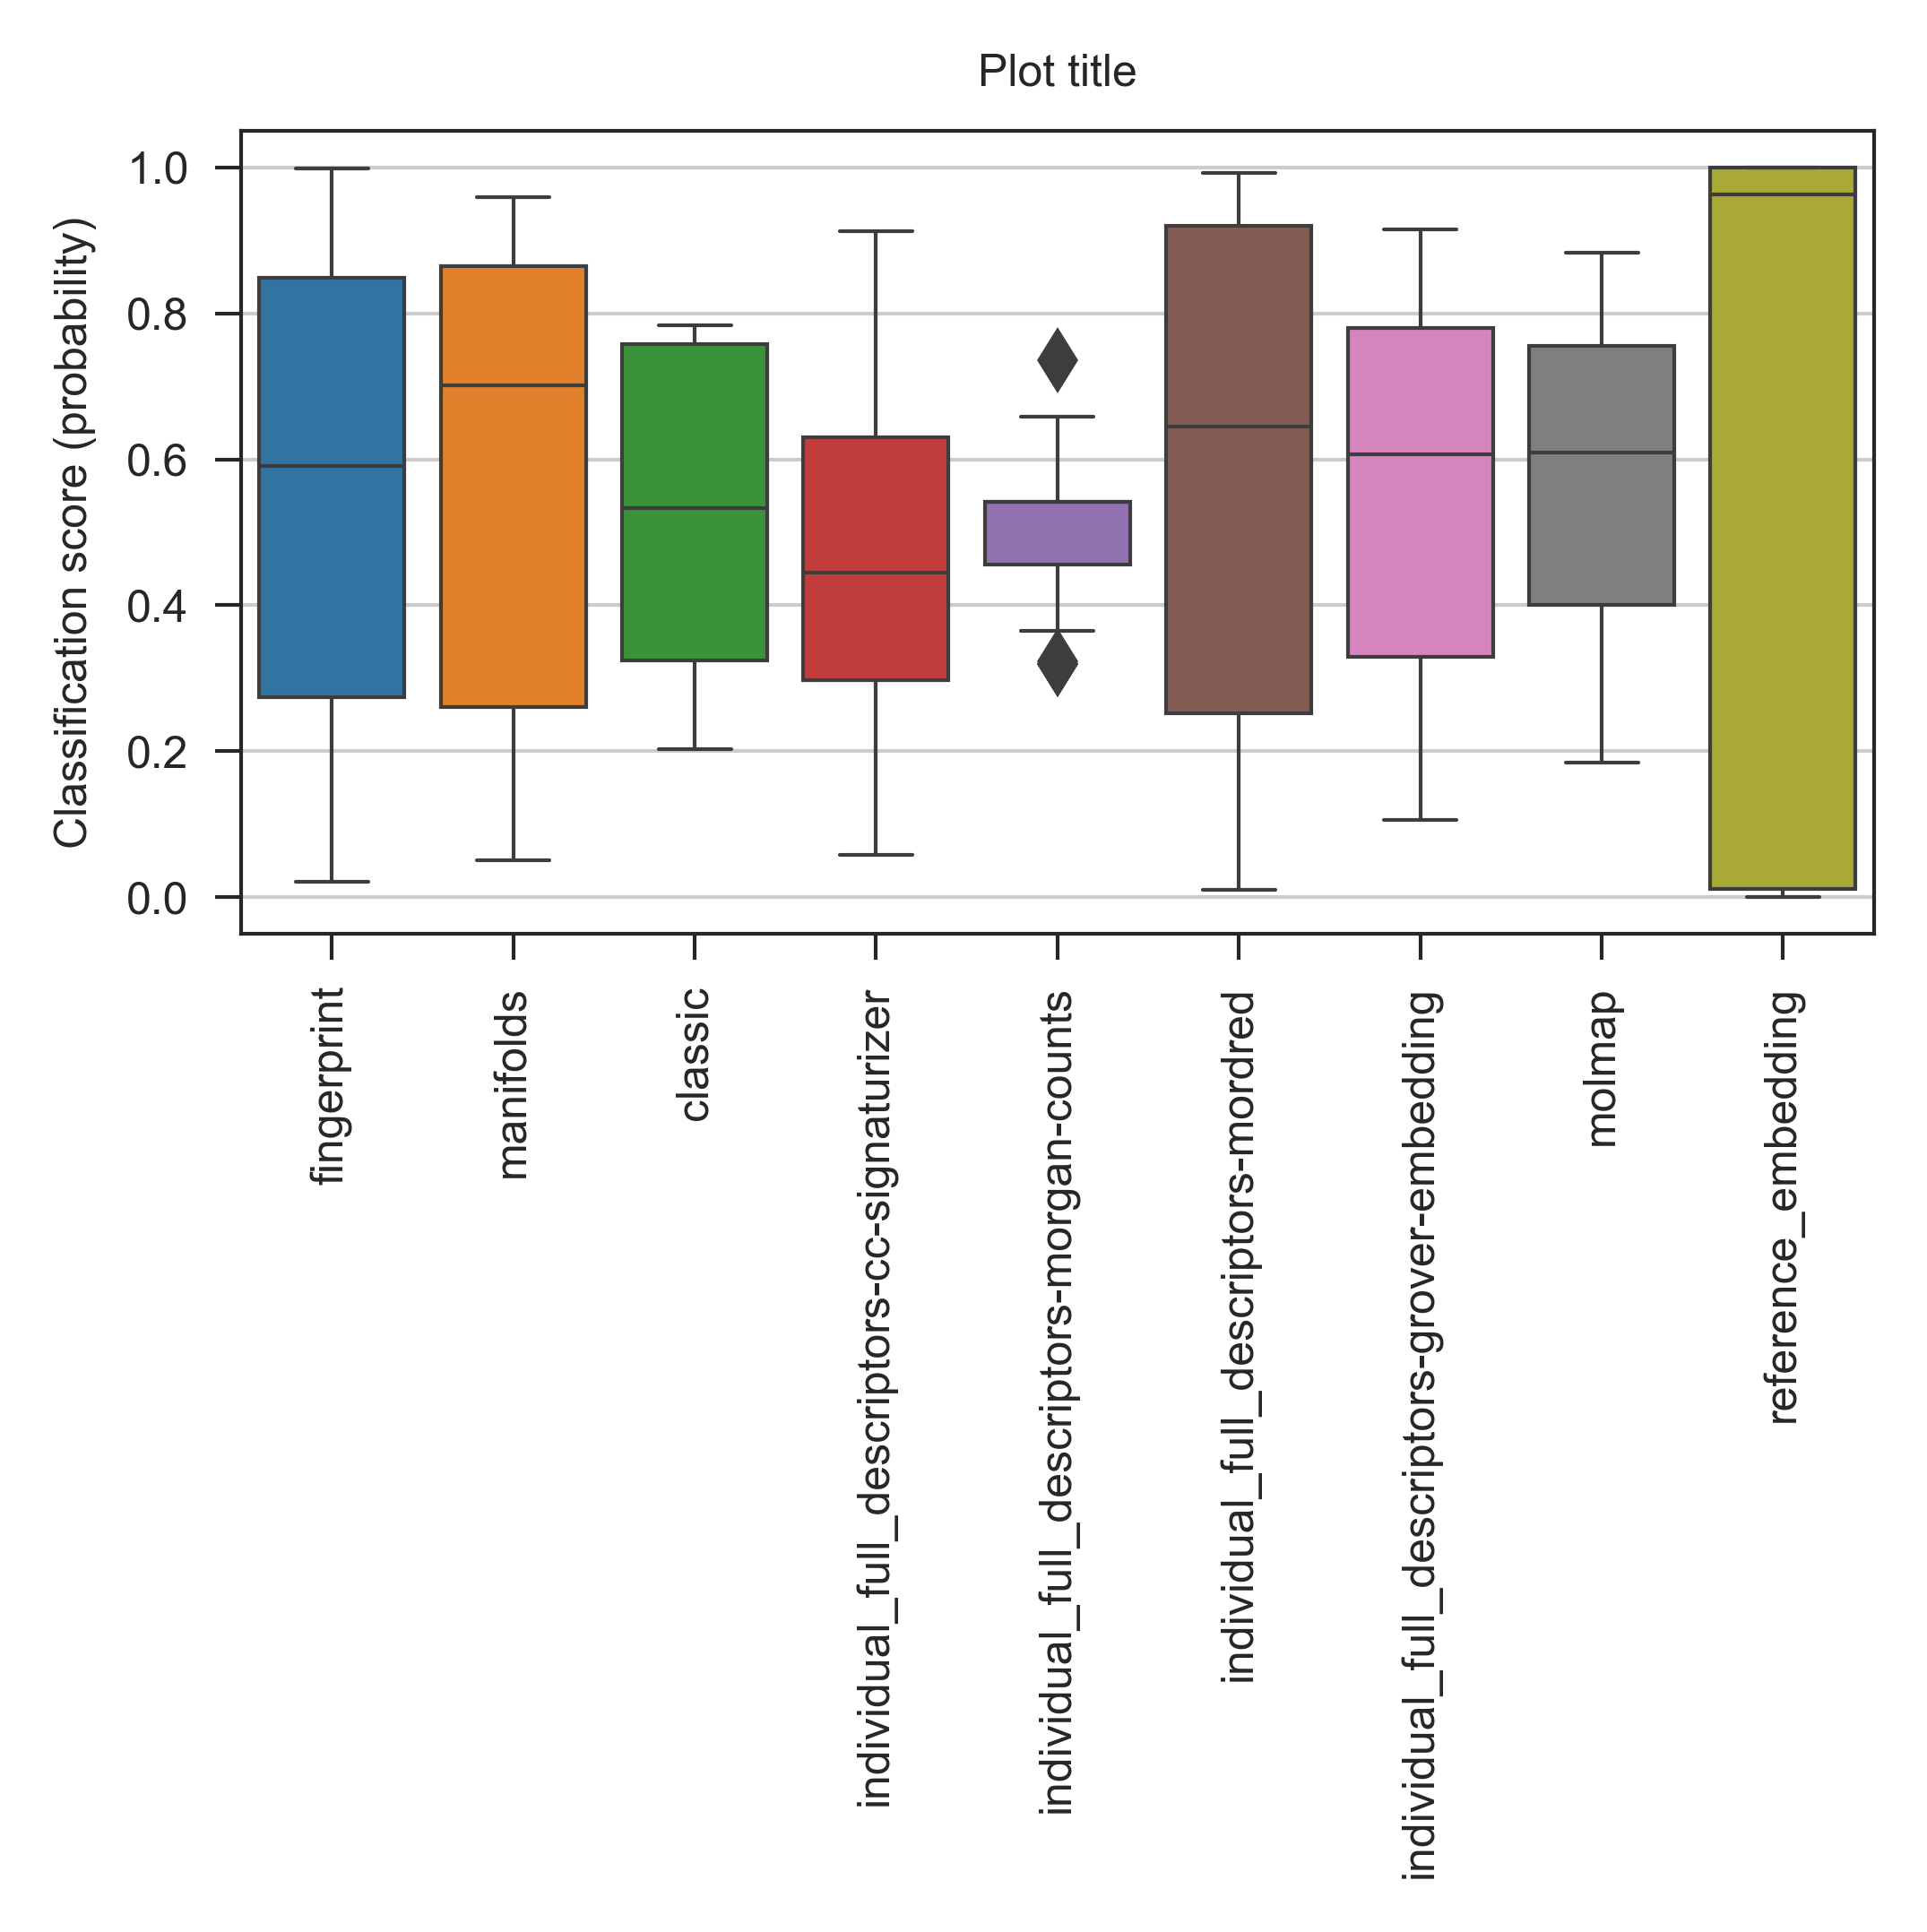 Plot title
Classification score (probability)
1.0
0.8
0.6
0.4
0.2
0.0
fingerprint
manifolds
classic
individual_full_descriptors-cc-signaturizer
individual_full_descriptors-morgan-counts
individual_full_descriptors-mordred
individual_full_descriptors-grover-embedding
molmap
reference_embedding